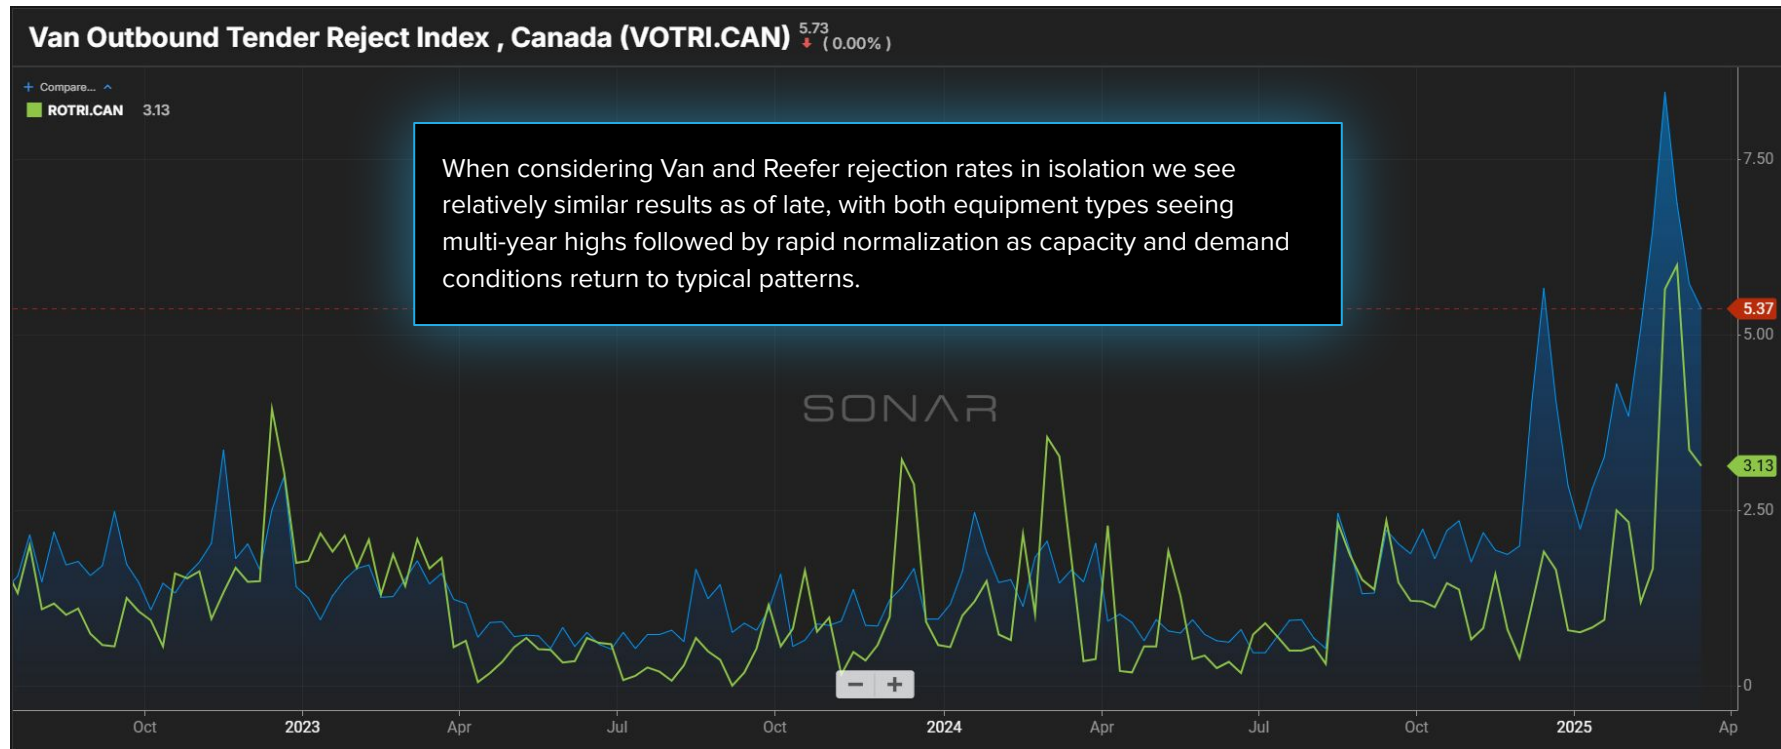 Van Outbound Tender Reject Index , Canada (VOTRI.CAN) 5.73 ( 0.00% )
+ Compare...
ROTRI.CAN 3.13
When considering Van and Reefer rejection rates in isolation we see
relatively similar results as of late, with both equipment types seeing
multi-year highs followed by rapid normalization as capacity and demand
conditions return to typical patterns.
7.50
5.37
5.00
SONAR
3.13
2.50
0
Oct 2023 Apr Jul Oct 2024 Apr Jul Oct 2025 Ap